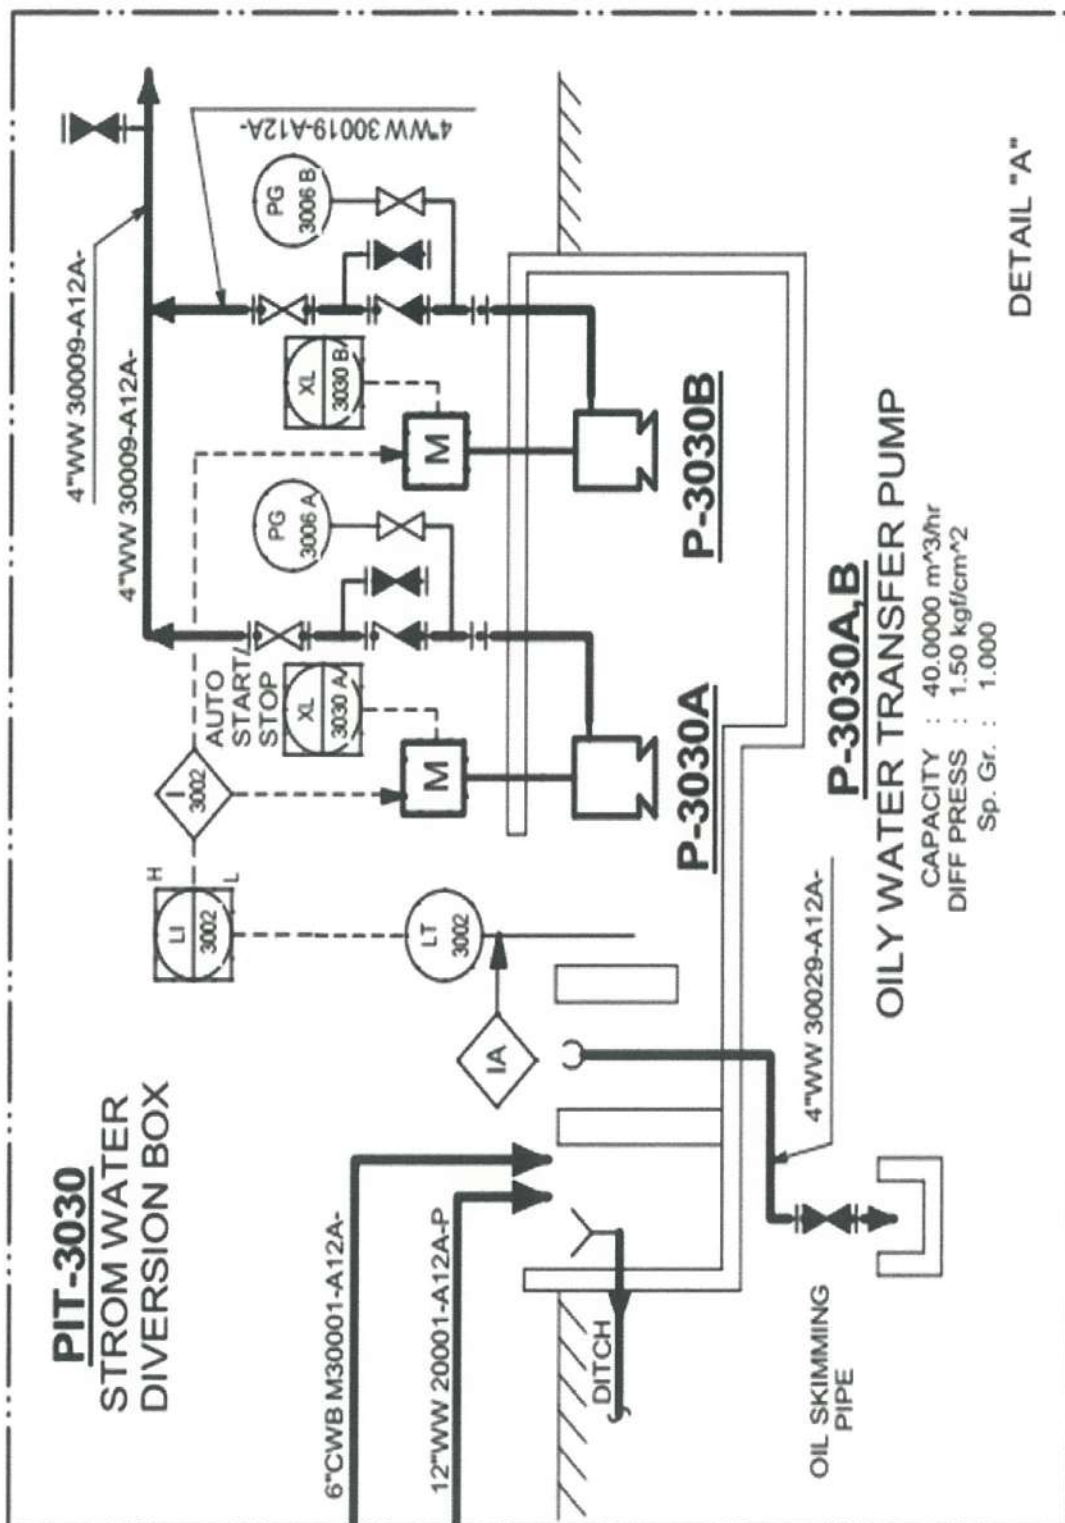 PIT-3030
STROM WATER
DIVERSION BOX
6"CWB M30001-A12A-
12"WW 20001-A12A-P
DITCH
OIL SKIMMING
PIPE
4"WW 30029-A12A-
IA
LT
3002
LI
3002
H
L
I
3002
AUTO
START/
STOP
XL
3030 A
M
PG
3006 A
P-3030A
4"WW 30009-A12A-
4"WW 30009-A12A-
XL
3030 B
M
PG
3006 B
4"WW 30019-A12A-
P-3030B
P-3030A,B
OILY WATER TRANSFER PUMP
CAPACITY : 40.0000 m^3/hr
DIFF PRESS : 1.50 kgf/cm^2
Sp. Gr. : 1.000
DETAIL "A"